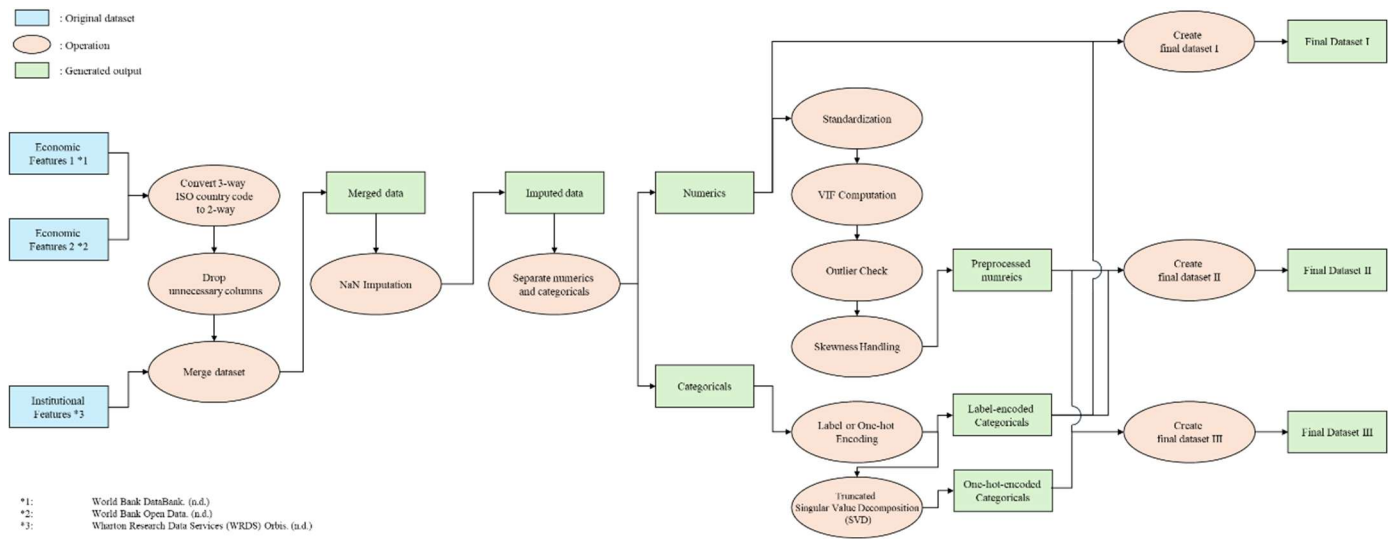 : Original dataset
: Operation
: Generated output
Economic
Features 1 *1
Economic
Features 2 *2
Institutional
Features *3
Convert 3-way
ISO country code
to 2-way
Drop
unnecessary columns
Merge dataset
Merged data
NaN Imputation
Imputed data
Separate numerics
and categoricals
Numerics
Categoricals
Standardization
VIF Computation
Outlier Check
Skewness Handling
Label or One-hot
Encoding
Truncated
Singular Value Decomposition
(SVD)
Preprocessed
numreics
Label-encoded
Categoricals
One-hot-encoded
Categoricals
Create
final dataset I
Final Dataset I
Create
final dataset II
Final Dataset II
Create
final dataset III
Final Dataset III
*1: World Bank DataBank. (n.d.)
*2: World Bank Open Data. (n.d.)
*3: Wharton Research Data Services (WRDS) Orbis. (n.d.)